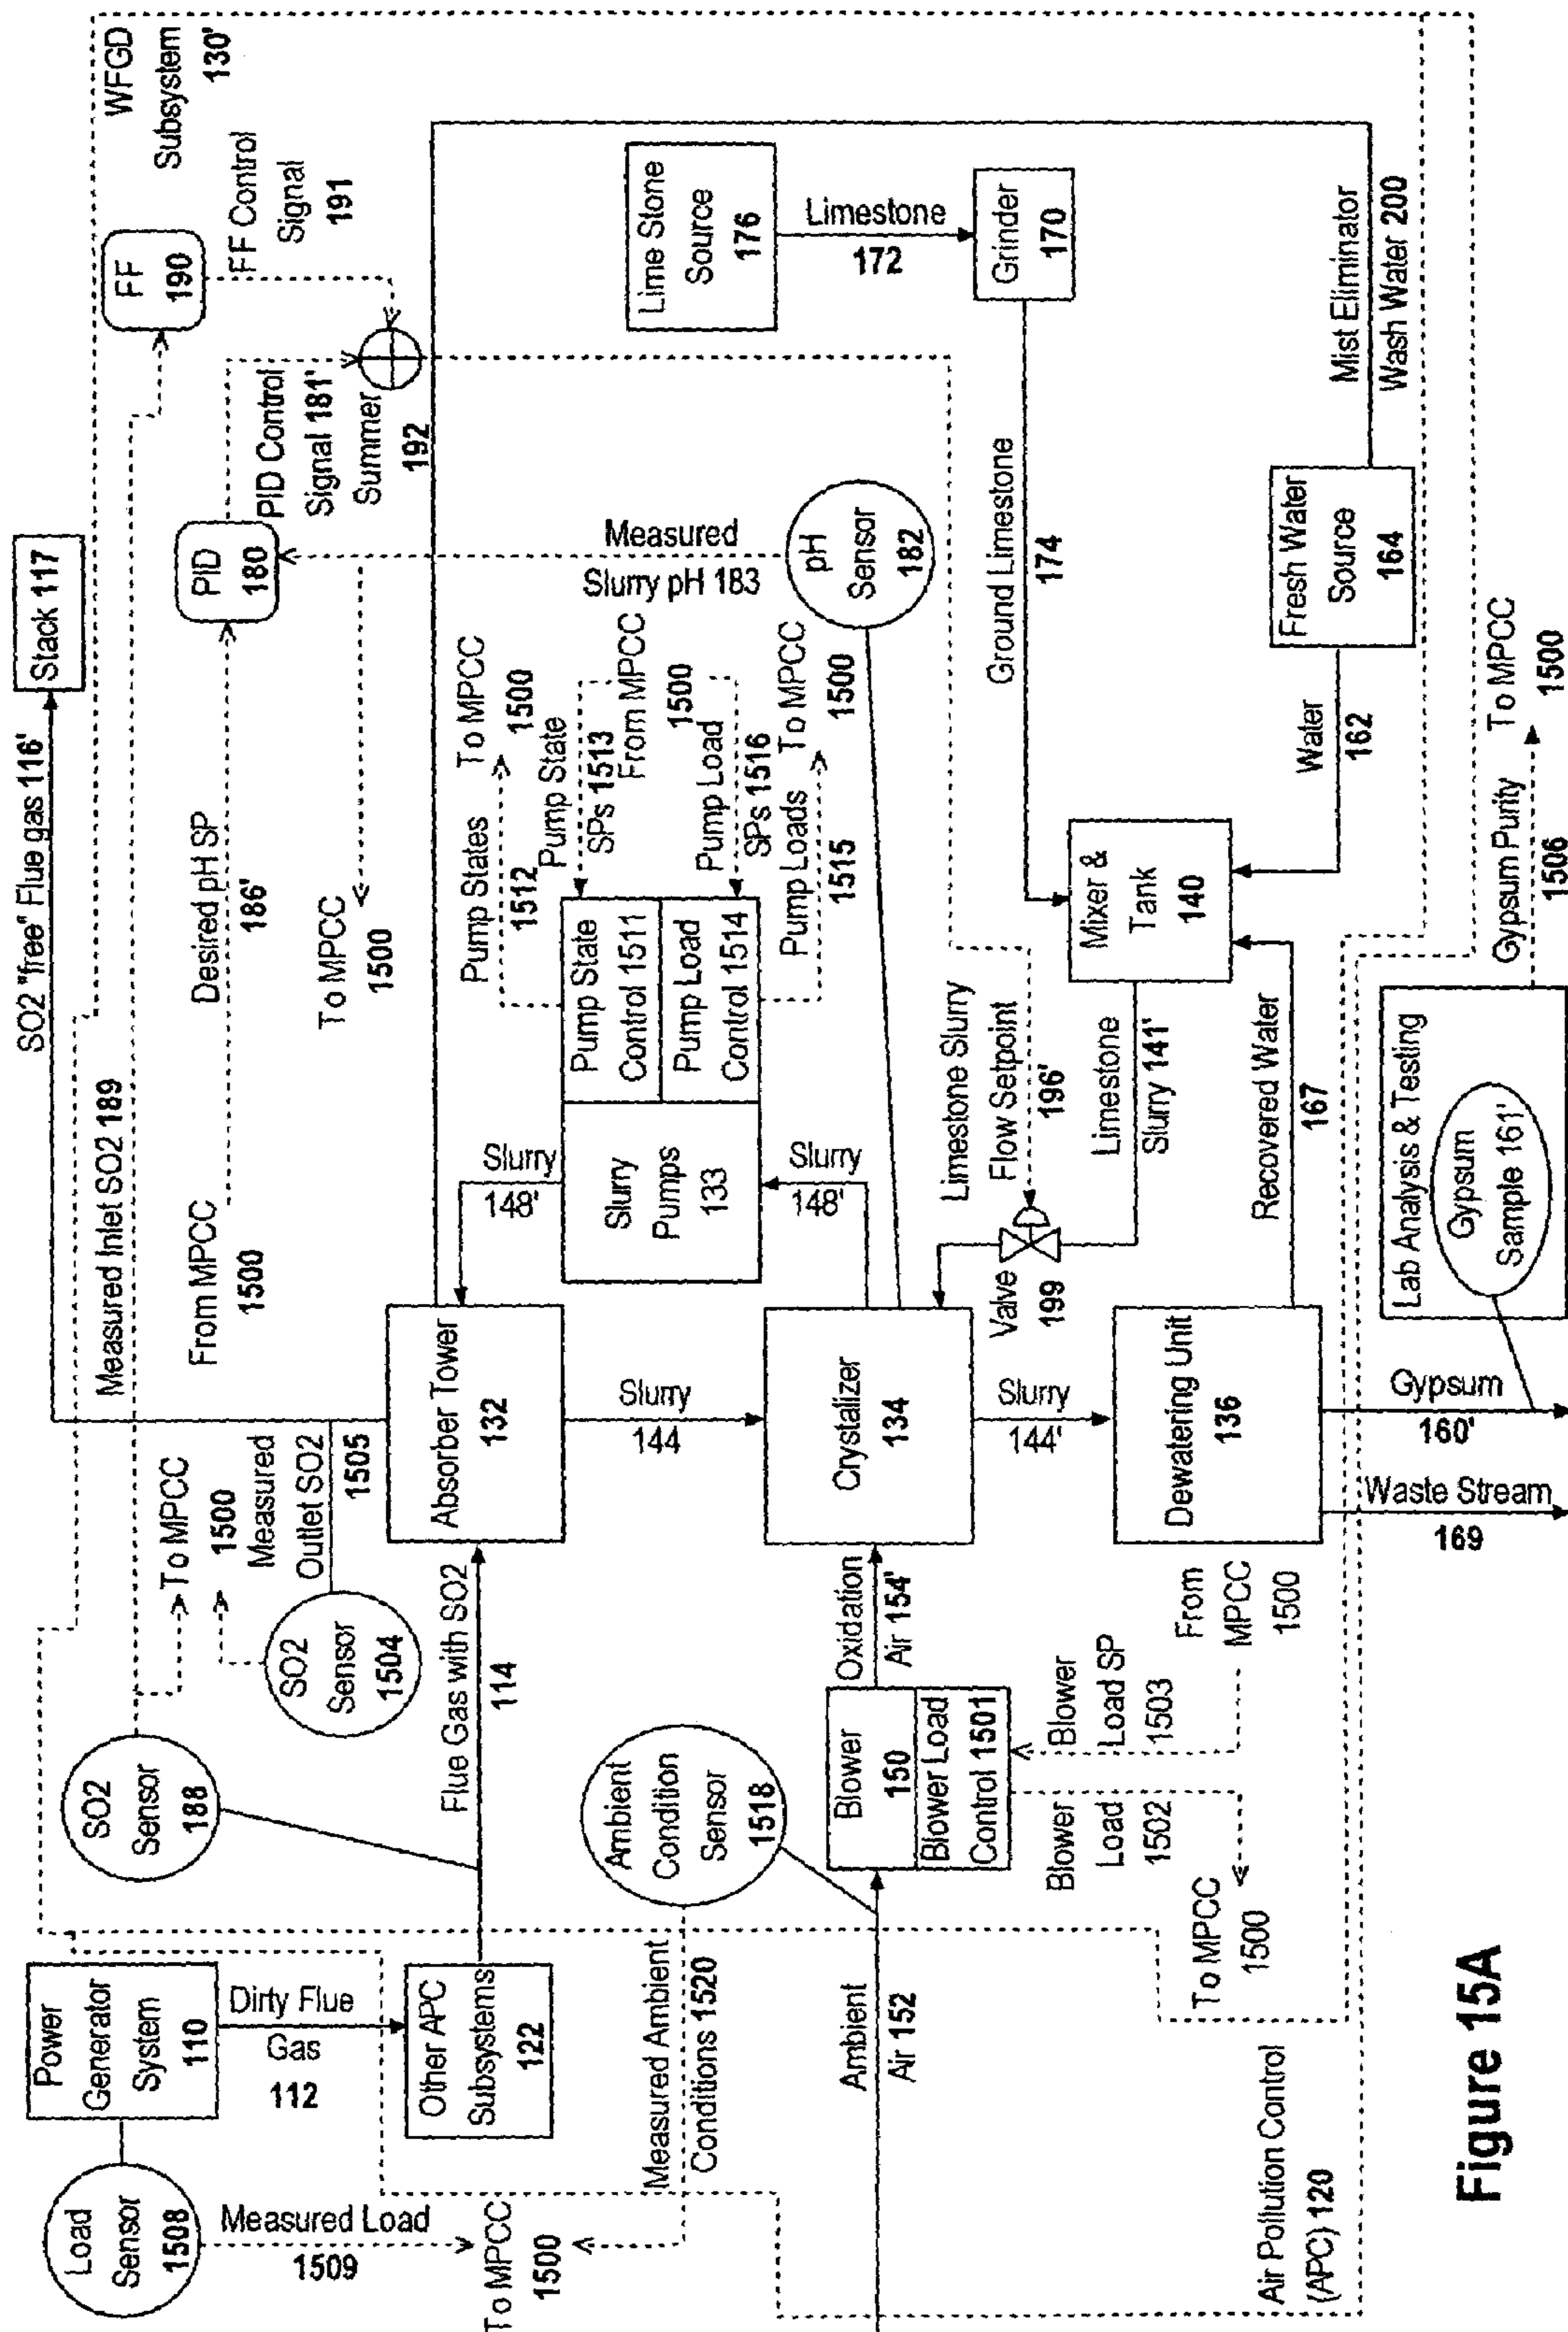 Load
Sensor
1508
Measured Load
1509
To MPCC
1500
Power
Generator
System
110
Dirty Flue
Gas
112
Other APC
Subsystems
122
Measured Ambient
Conditions 1520
Ambient
Air 152
Air Pollution Control
(APC) 120
SO2
Sensor
188
To MPCC
1500
SO2
Sensor
1504
Measured
Outlet SO2
1505
Flue Gas with SO2
114
Ambient
Condition
Sensor
1518
Blower
150
Blower Load
Control 1501
Oxidation
Air 154'
Blower
Load SP
1503
From
MPCC
1500
Blower
Load
1502
To MPCC
1500
SO2 "free" Flue gas 116'
Stack 117
Measured Inlet SO2 189
From MPCC
1500
Desired pH SP
186'
To MPCC
1500
Absorber Tower
132
Slurry
144
Crystalizer
134
Slurry
144'
Dewatering Unit
136
Gypsum
160'
Waste Stream
169
Slurry
148'
Slurry
Pumps
133
Slurry
148'
Pump State
Control 1511
Pump Load
Control 1514
Pump States
1512
To MPCC
1500
Pump State
SPs 1513
From MPCC
1500
Pump Load
SPs 1516
Pump Loads
1515
To MPCC
1500
Valve
199
Limestone Slurry
Flow Setpoint
196'
Limestone
Slurry 141'
Recovered Water
167
Lab Analysis & Testing
Gypsum
Sample 161'
Gypsum Purity
1506
To MPCC
1500
WFGD
Subsystem
130'
FF
190
FF Control
Signal
191
PID
180
PID Control
Signal 181'
Summer
192
Measured
Slurry pH 183
pH
Sensor
182
Lime Stone
Source
176
Limestone
172
Grinder
170
Ground Limestone
174
Mixer &
Tank
140
Water
162
Fresh Water
Source
164
Mist Eliminator
Wash Water 200
Figure 15A